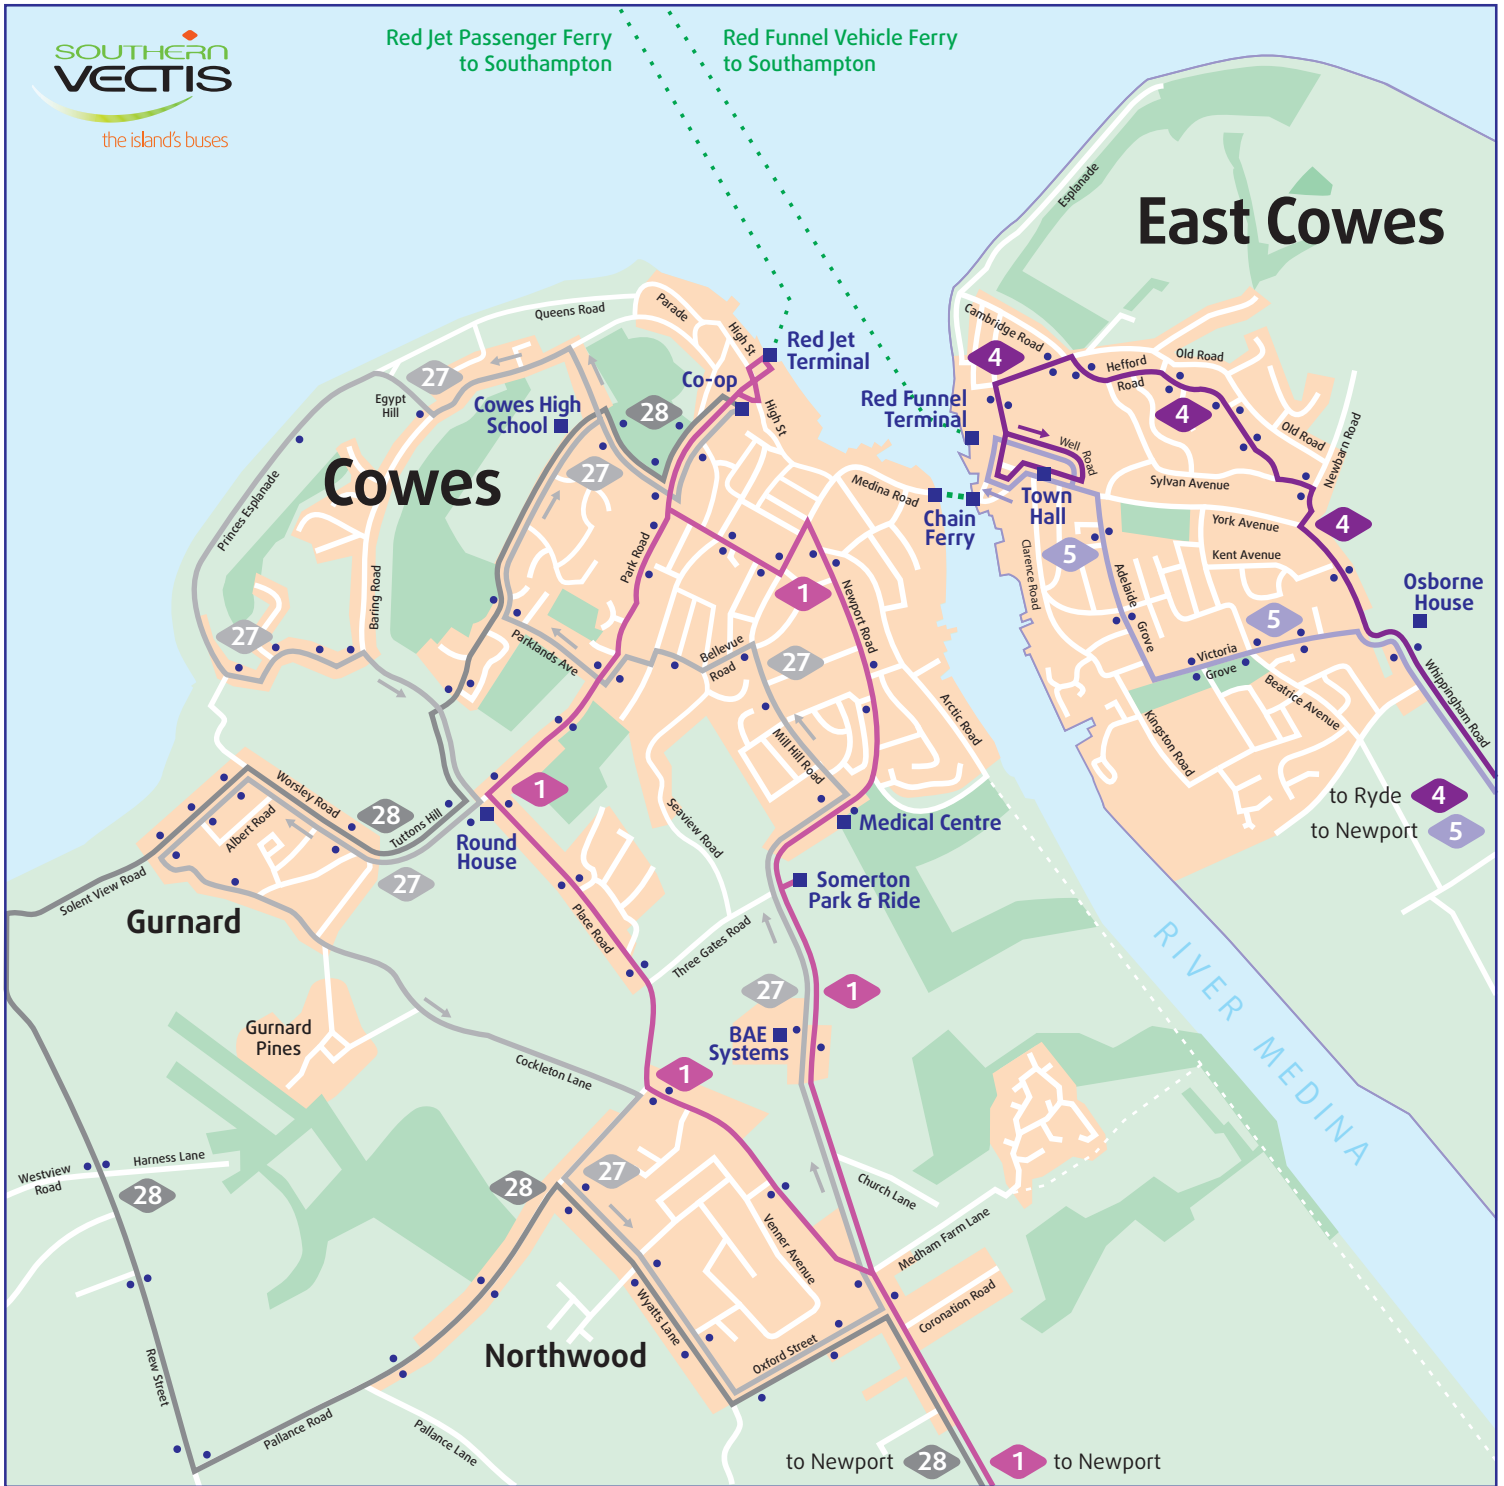 SOUTHERN
VECTIS
the island's buses
Red Jet Passenger Ferry
to Southampton
Red Funnel Vehicle Ferry
to Southampton
East Cowes
Esplanade
Queens Road
Parade
High St
Red Jet
Terminal
Co-op
High St
Cambridge Road
4
Hefford
Road
Old Road
4
Old Road
Newbarn Road
27
Egypt
Hill
Cowes High
School
28
Red Funnel
Terminal
Well
Road
Cowes
27
Medina Road
Chain
Ferry
Town
Hall
Sylvan Avenue
York Avenue
4
Kent Avenue
Princes Esplanade
Park Road
5
Clarence Road
Adelaide
Grove
Osborne
House
1
Newport Road
Baring Road
27
Parklands Ave
Bellevue
Road
27
5
Victoria
Grove
Beatrice Avenue
Whippingham Road
Arctic Road
Kingston Road
Mill Hill Road
Worsley Road
Albert Road
28
Tuttons Hill
1
Seaview Road
to Ryde
4
to Newport
5
Round
House
Medical Centre
27
Solent View Road
Gurnard
Somerton
Park & Ride
Place Road
Three Gates Road
27
1
RIVER MEDINA
Gurnard
Pines
BAE
Systems
Cockleton Lane
1
Harness Lane
Westview
Road
28
28
27
Church Lane
Venner Avenue
Medham Farm Lane
Coronation Road
Wyatts Lane
Northwood
Oxford Street
Rew Street
Pallance Road
Pallance Lane
to Newport
28
1
to Newport